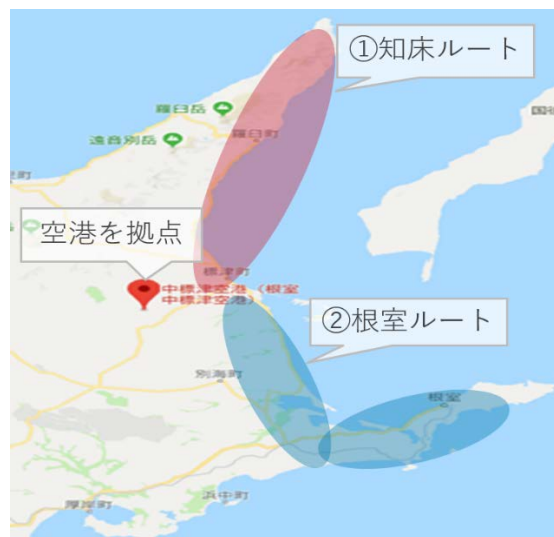 ①知床ルート
羅臼岳
羅臼町
遠音別岳
空港を拠点
標津町
中標津空港（根室
中標津空港）
②根室ルート
別海町
根室
浜中町
厚岸町